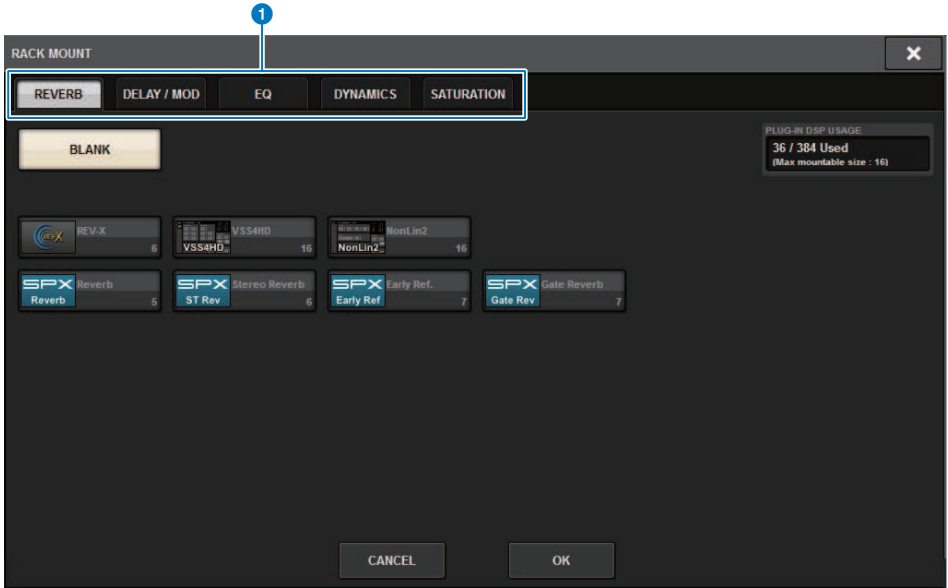 1
RACK MOUNT
REVERB DELAY / MOD EQ DYNAMICS SATURATION
BLANK
PLUG-IN DSP USAGE
36 / 384 Used
(Max mountable size : 16)
REV-X REV-X 6
VSS4HD VSS4HD 16
NonLin2 NonLin2 16
SPX Reverb Reverb 5
SPX ST Rev Stereo Reverb 6
SPX Early Ref Early Ref. 7
SPX Gate Rev Gate Reverb 7
CANCEL OK